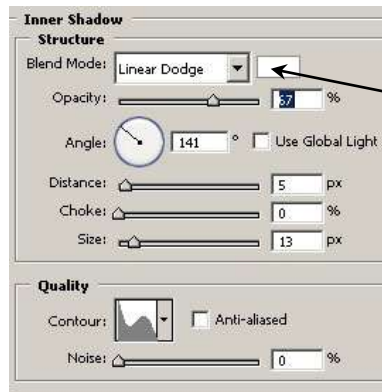 Inner Shadow
Structure
Blend Mode: Linear Dodge
Opacity: 67 %
Angle: 141 ° Use Global Light
Distance: 5 px
Choke: 0 %
Size: 13 px
Quality
Contour: Anti-aliased
Noise: 0 %